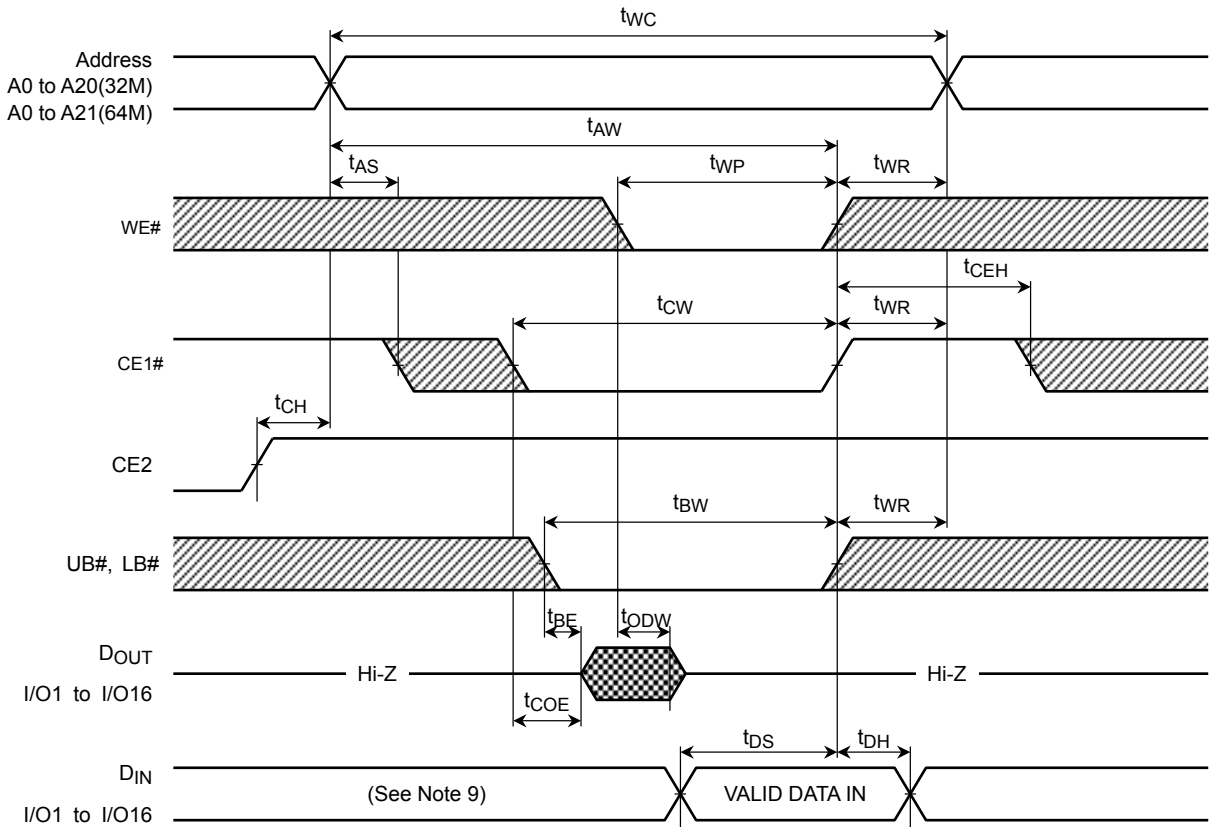 tWC
Address
A0 to A20(32M)
A0 to A21(64M)
tAW
tAS
tWP
tWR
WE#
tCEH
tCW
tWR
CE1#
tCH
CE2
tBW
tWR
UB#, LB#
tBE
tODW
DOUT
I/O1 to I/O16
Hi-Z
Hi-Z
tCOE
tDS
tDH
DIN
I/O1 to I/O16
(See Note 9)
VALID DATA IN